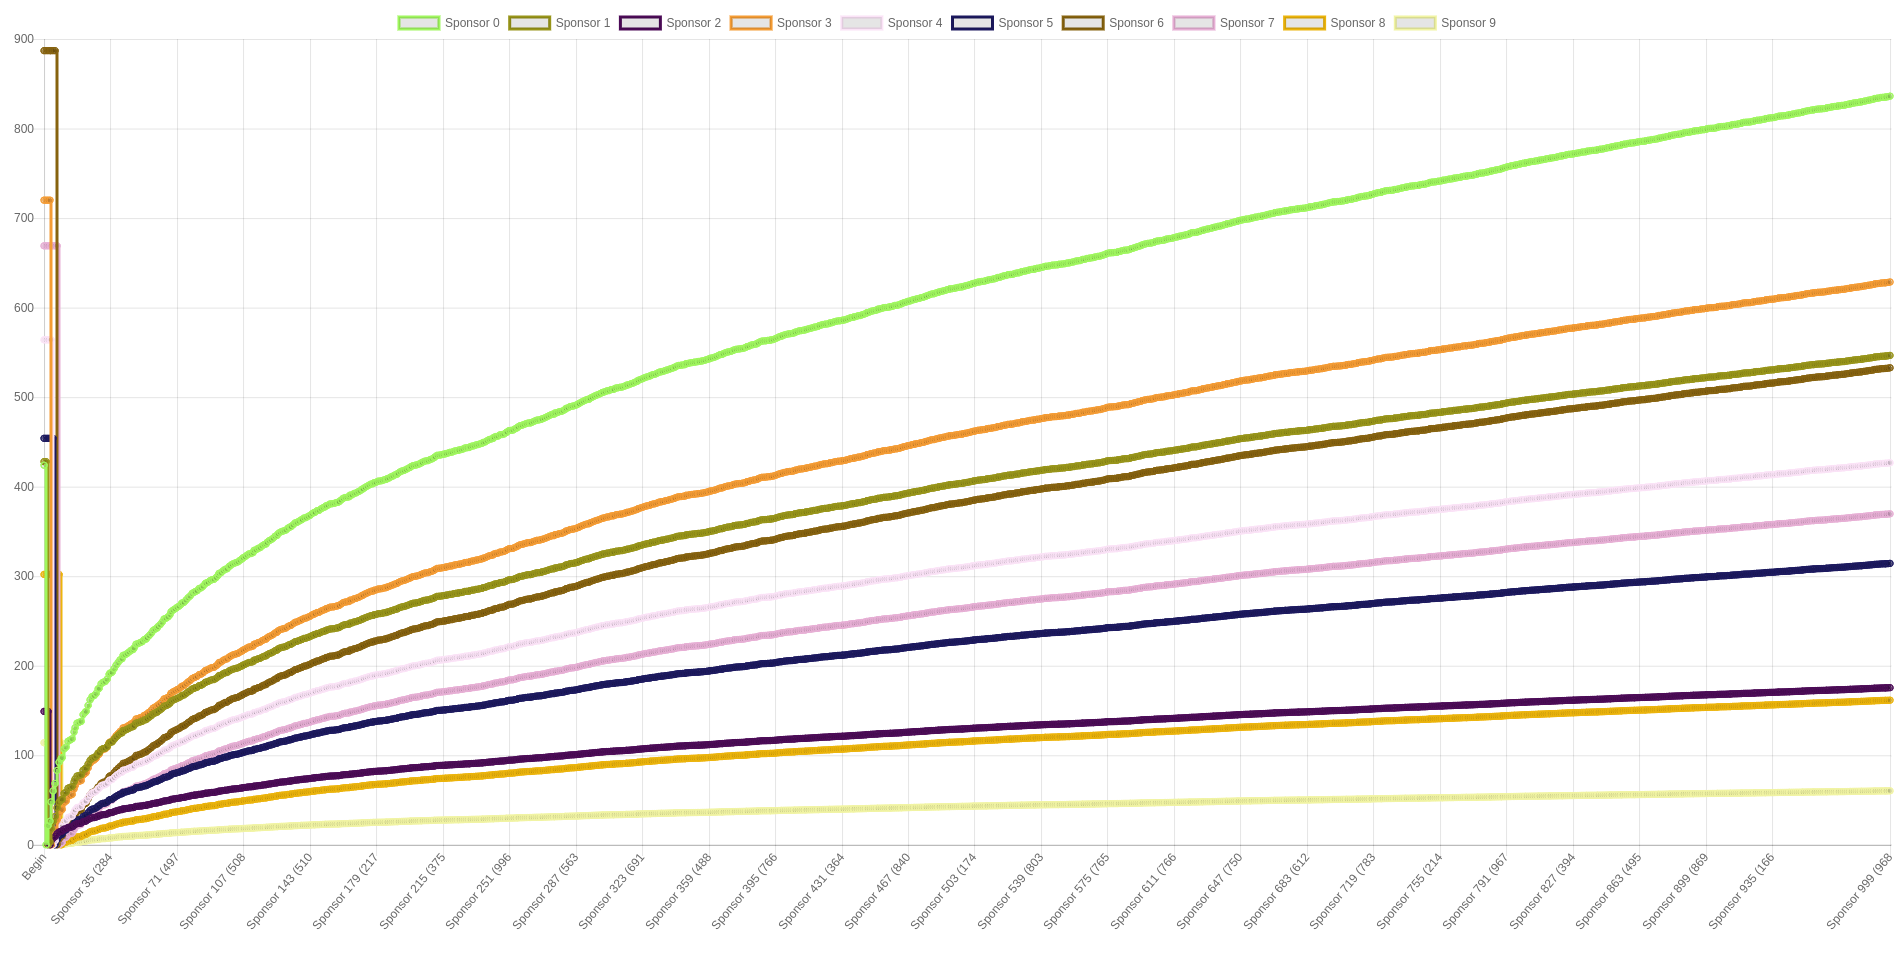 Sponsor 0 Sponsor 1 Sponsor 2 Sponsor 3 Sponsor 4 Sponsor 5 Sponsor 6 Sponsor 7 Sponsor 8 Sponsor 9
900
800
700
600
500
400
300
200
100
0
Begin
Sponsor 35 (284
Sponsor 71 (497
Sponsor 107 (508
Sponsor 143 (510
Sponsor 179 (217
Sponsor 215 (375
Sponsor 251 (996
Sponsor 287 (563
Sponsor 323 (691
Sponsor 359 (488
Sponsor 395 (766
Sponsor 431 (364
Sponsor 467 (840
Sponsor 503 (174
Sponsor 539 (803
Sponsor 575 (765
Sponsor 611 (766
Sponsor 647 (750
Sponsor 683 (612
Sponsor 719 (783
Sponsor 755 (214
Sponsor 791 (967
Sponsor 827 (394
Sponsor 863 (495
Sponsor 899 (869
Sponsor 935 (166
Sponsor 999 (968